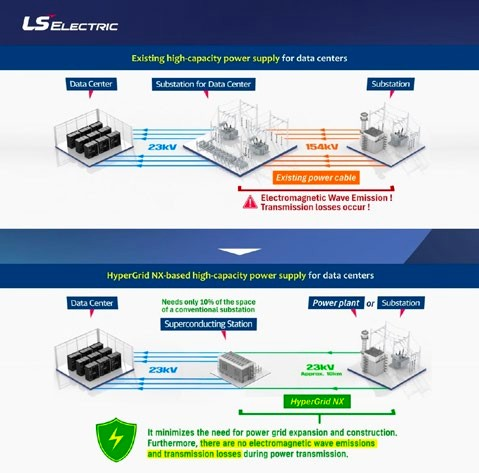 LS ELECTRIC
Existing high-capacity power supply for data centers
Data Center
Substation for Data Center
Substation
23kV
154kV
Existing power cable
Electromagnetic Wave Emission !
Transmission losses occur !
HyperGrid NX-based high-capacity power supply for data centers
Data Center
Needs only 10% of the space
of a conventional substation
Superconducting Station
Power plant or Substation
23kV
23kV
Approx.
HyperGrid NX
It minimizes the need for power grid expansion and construction.
Furthermore, there are no electromagnetic wave emissions
and transmission losses during power transmission.